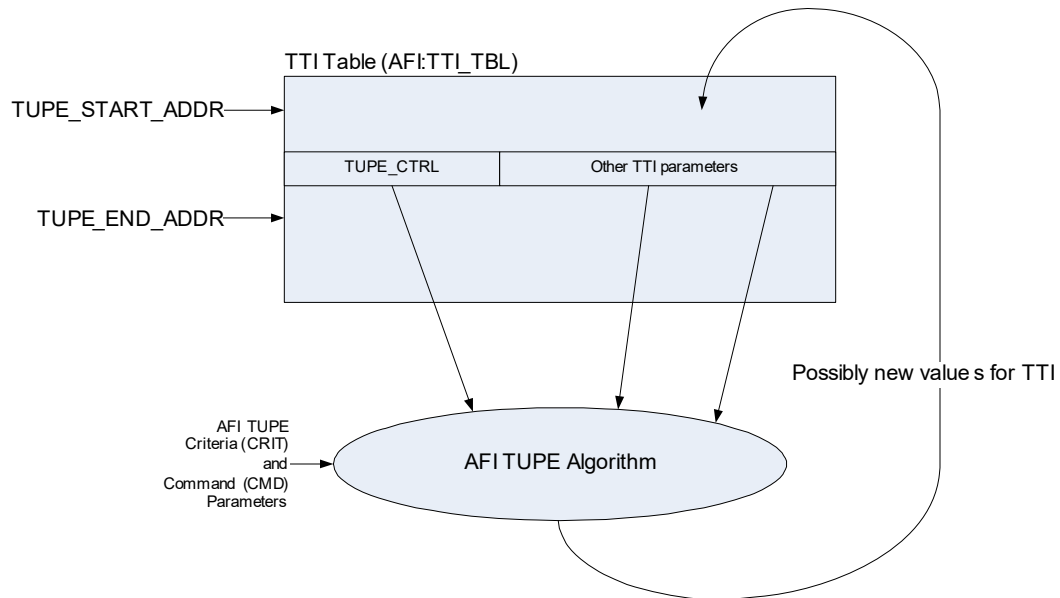 TTI Table (AFI:TTI_TBL)
TUPE_START_ADDR
TUPE_CTRL
Other TTI parameters
TUPE_END_ADDR
Possibly new value s for TTI
AFI TUPE
Criteria (CRIT)
and
Command (CMD)
Parameters
AFI TUPE Algorithm